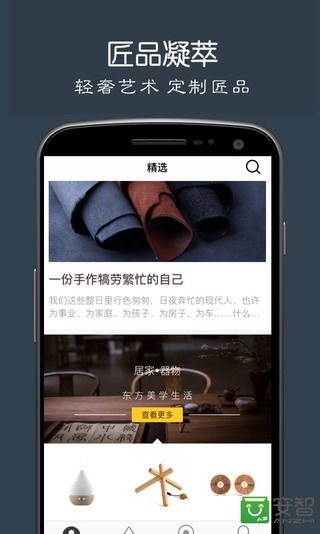 匠品凝萃
轻奢艺术 定制匠品
精选
一份手作犒劳繁忙的自己
我们这些整日里行色匆匆，日夜奔忙的现代人，也许
为事业、为家庭、为孩子、为房子、为车……什么...
居家•器物
东方美学生活
查看更多
安智
ANZHI